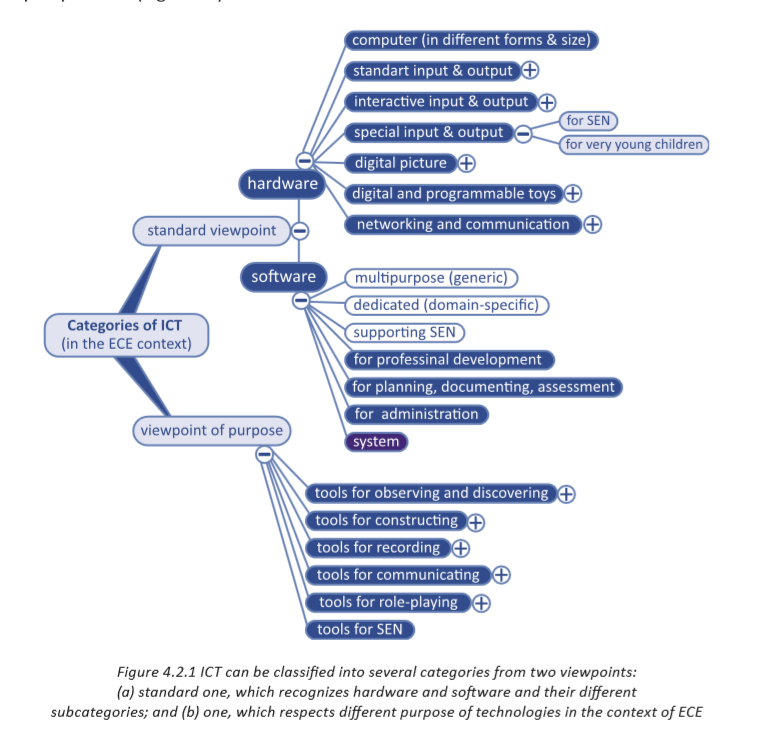 computer (in different forms & size)
standart input & output
interactive input & output
special input & output
for SEN
for very young children
digital picture
hardware
digital and programmable toys
networking and communication
standard viewpoint
software
multipurpose (generic)
dedicated (domain-specific)
supporting SEN
Categories of ICT
(in the ECE context)
for professinal development
for planning, documenting, assessment
for administration
viewpoint of purpose
system
tools for observing and discovering
tools for constructing
tools for recording
tools for communicating
tools for role-playing
tools for SEN
Figure 4.2.1 ICT can be classified into several categories from two viewpoints:
(a) standard one, which recognizes hardware and software and their different
subcategories; and (b) one, which respects different purpose of technologies in the context of ECE